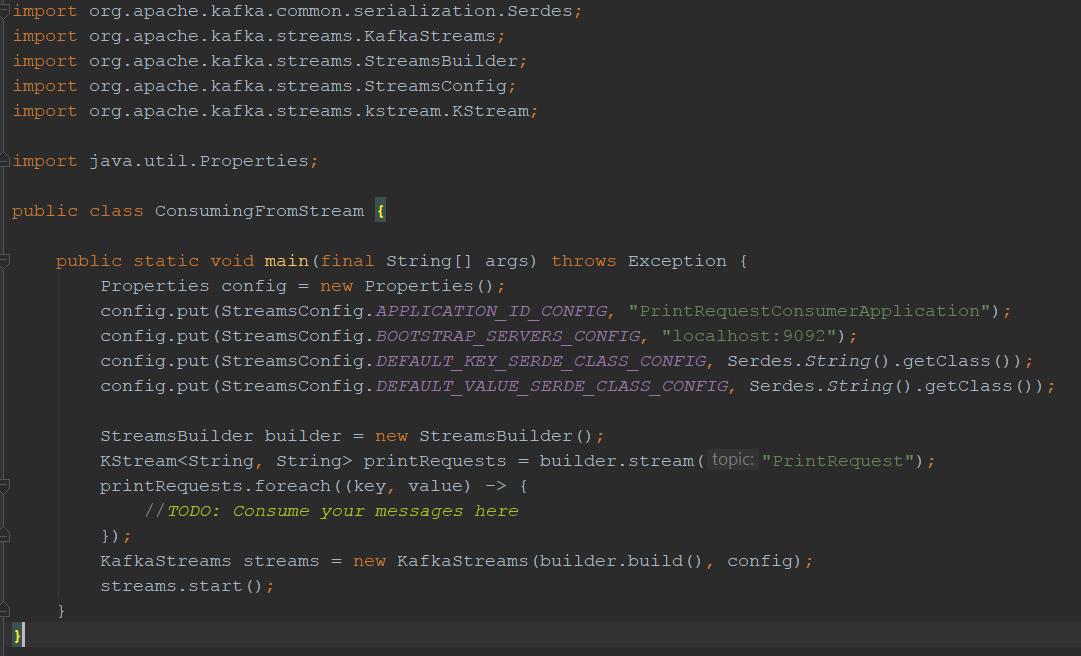 import org.apache.kafka.common.serialization.Serdes;
import org.apache.kafka.streams.KafkaStreams;
import org.apache.kafka.streams.StreamsBuilder;
import org.apache.kafka.streams.StreamsConfig;
import org.apache.kafka.streams.kstream.KStream;

import java.util.Properties;

public class ConsumingFromStream {

    public static void main(final String[] args) throws Exception {
        Properties config = new Properties();
        config.put(StreamsConfig.APPLICATION_ID_CONFIG, "PrintRequestConsumerApplication");
        config.put(StreamsConfig.BOOTSTRAP_SERVERS_CONFIG, "localhost:9092");
        config.put(StreamsConfig.DEFAULT_KEY_SERDE_CLASS_CONFIG, Serdes.String().getClass());
        config.put(StreamsConfig.DEFAULT_VALUE_SERDE_CLASS_CONFIG, Serdes.String().getClass());

        StreamsBuilder builder = new StreamsBuilder();
        KStream<String, String> printRequests = builder.stream( topic: "PrintRequest");
        printRequests.foreach((key, value) -> {
            //TODO: Consume your messages here
        });
        KafkaStreams streams = new KafkaStreams(builder.build(), config);
        streams.start();
    }
}